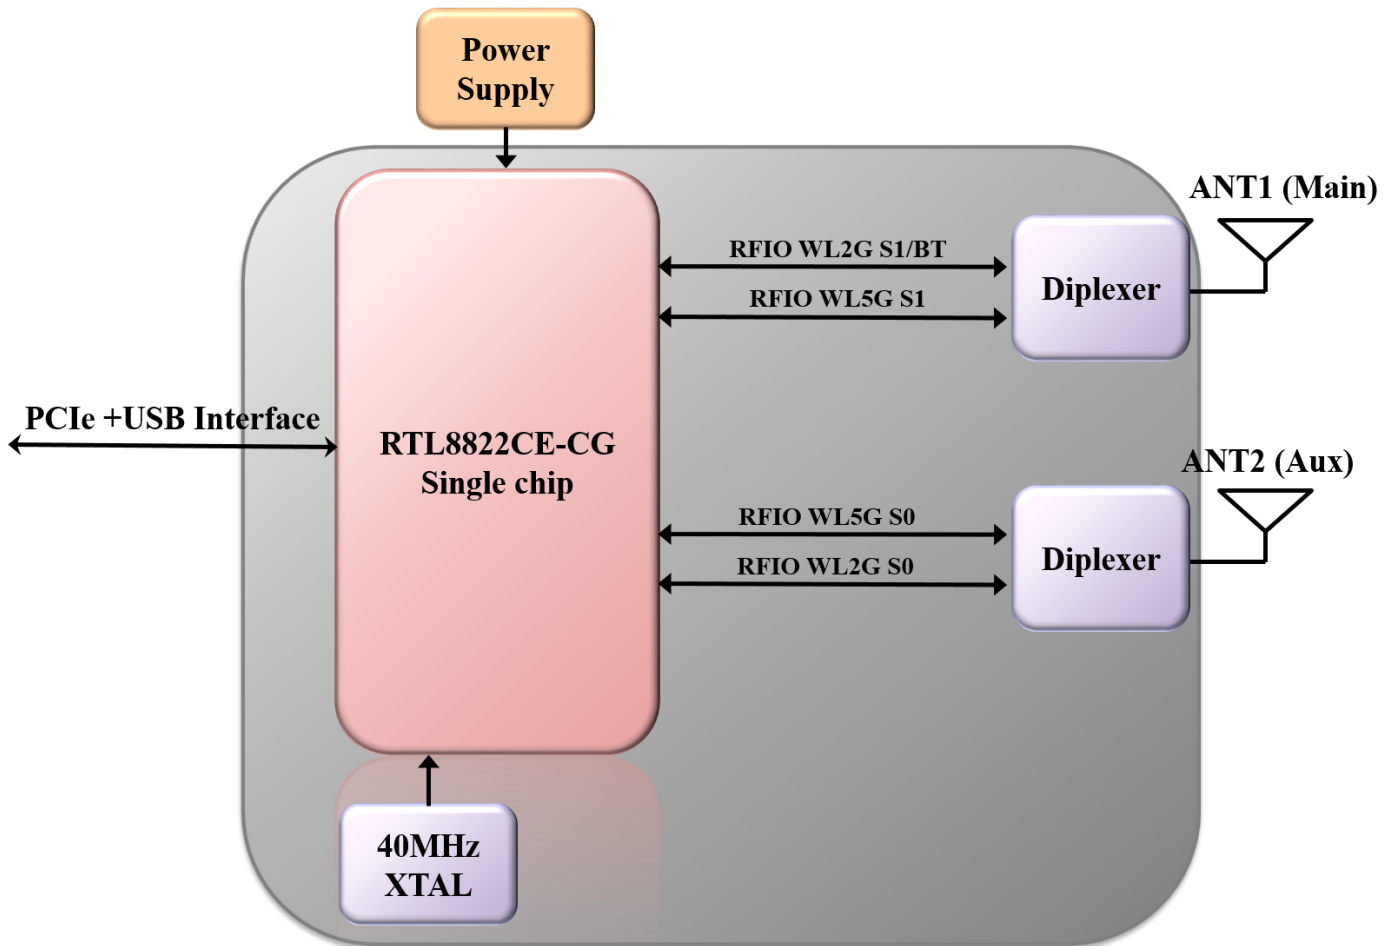 Power
Supply
ANT1 (Main)
RFIO WL2G S1/BT
Diplexer
RFIO WL5G S1
PCIe +USB Interface
RTL8822CE-CG
Single chip
ANT2 (Aux)
RFIO WL5G S0
Diplexer
RFIO WL2G S0
40MHz
XTAL